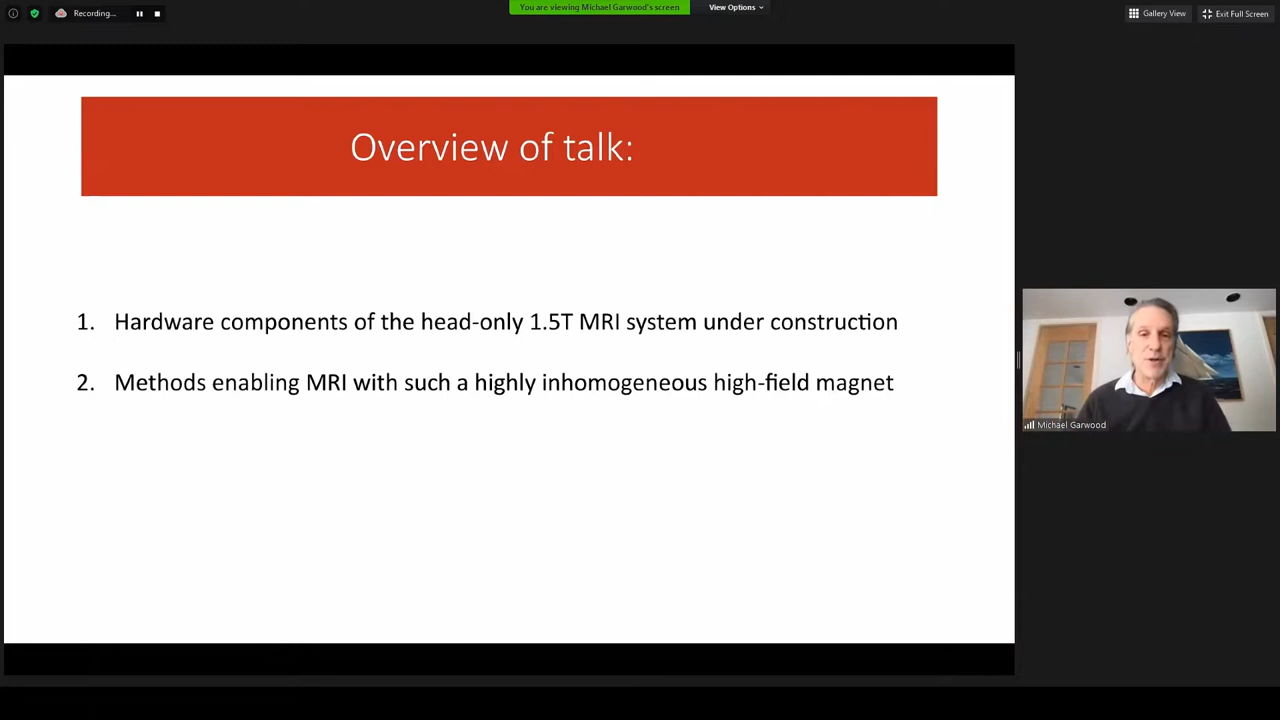 Recording...
You are viewing Michael Garwood's screen
View Options
Gallery View
Exit Full Screen
Overview of talk:
1. Hardware components of the head-only 1.5T MRI system under construction
2. Methods enabling MRI with such a highly inhomogeneous high-field magnet
Michael Garwood